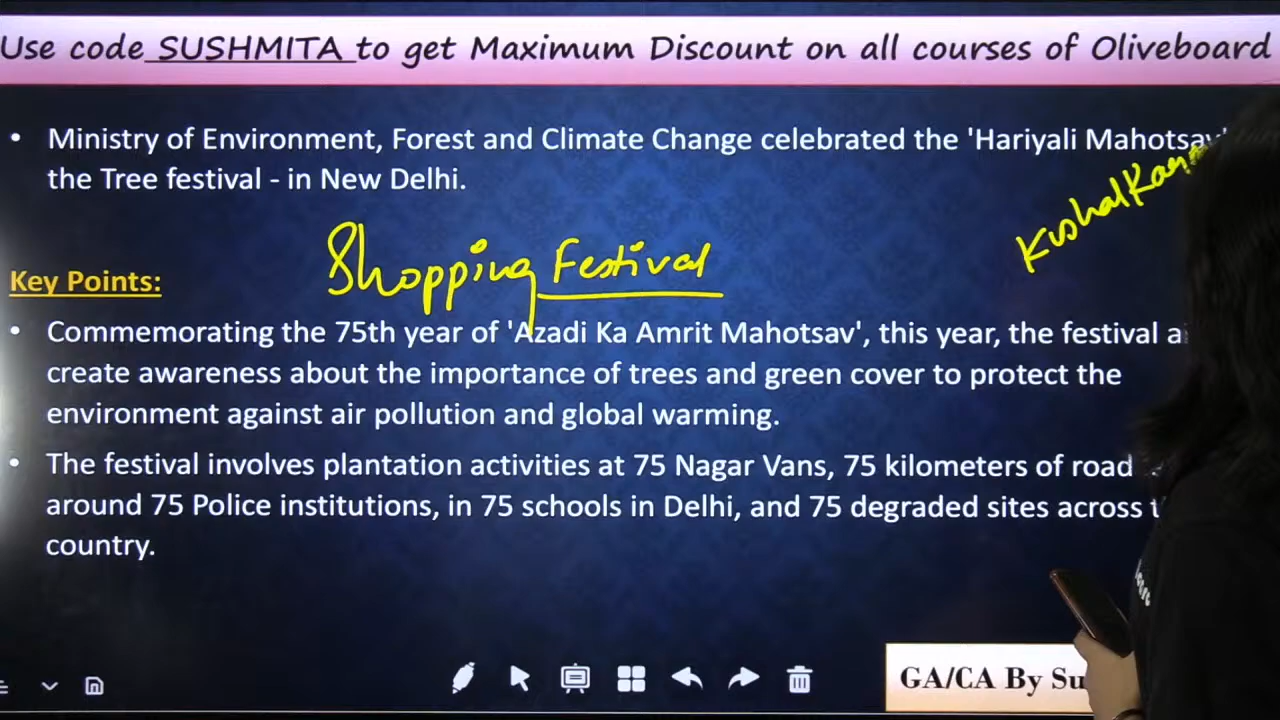 Use code SUSHMITA to get Maximum Discount on all courses of Oliveboard
• Ministry of Environment, Forest and Climate Change celebrated the 'Hariyali Mahotsav'
the Tree festival - in New Delhi.
Kushal
Shopping Festival
Key Points:
• Commemorating the 75th year of 'Azadi Ka Amrit Mahotsav', this year, the festival
create awareness about the importance of trees and green cover to protect the
environment against air pollution and global warming.
• The festival involves plantation activities at 75 Nagar Vans, 75 kilometers of road
around 75 Police institutions, in 75 schools in Delhi, and 75 degraded sites across
country.
GA/CA By